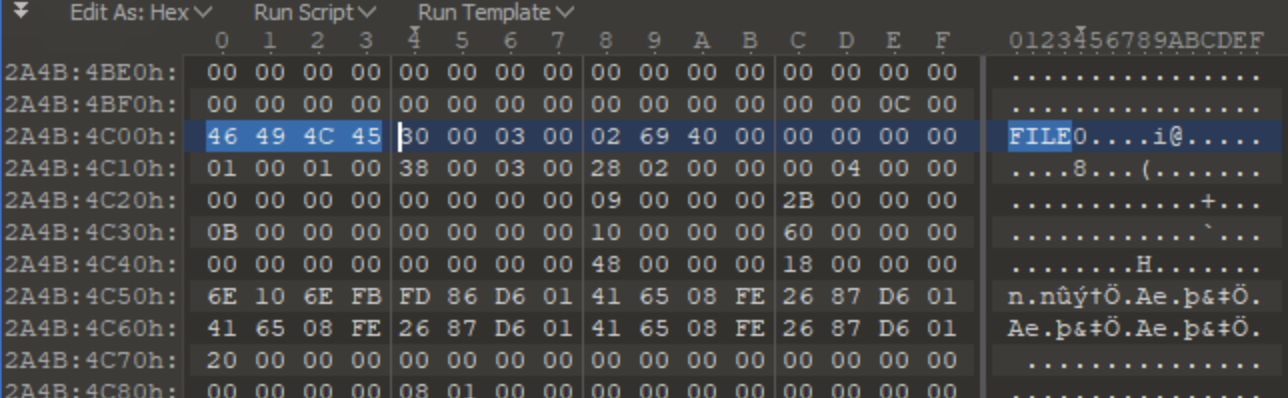 Edit As: Hex Run Script Run Template
0 1 2 3 4 5 6 7 8 9 A B C D E F 0123456789ABCDEF
2A4B:4BE0h: 00 00 00 00 00 00 00 00 00 00 00 00 00 00 00 00 ................
2A4B:4BF0h: 00 00 00 00 00 00 00 00 00 00 00 00 00 00 0C 00 ................
2A4B:4C00h: 46 49 4C 45 30 00 03 00 02 69 40 00 00 00 00 00 FILE0....i@.....
2A4B:4C10h: 01 00 01 00 38 00 03 00 28 02 00 00 00 04 00 00 ....8...(.......
2A4B:4C20h: 00 00 00 00 00 00 00 00 09 00 00 00 2B 00 00 00 ............+...
2A4B:4C30h: 0B 00 00 00 00 00 00 00 10 00 00 00 60 00 00 00 ............`...
2A4B:4C40h: 00 00 00 00 00 00 00 00 48 00 00 00 18 00 00 00 ........H.......
2A4B:4C50h: 6E 10 6E FB FD 86 D6 01 41 65 08 FE 26 87 D6 01 n.nûý†Ö.Ae.þ&‡Ö.
2A4B:4C60h: 41 65 08 FE 26 87 D6 01 41 65 08 FE 26 87 D6 01 Ae.þ&‡Ö.Ae.þ&‡Ö.
2A4B:4C70h: 20 00 00 00 00 00 00 00 00 00 00 00 00 00 00 00  ...............
2A4B:4C80h: 00 00 00 00 08 01 00 00 00 00 00 00 00 00 00 00 ................